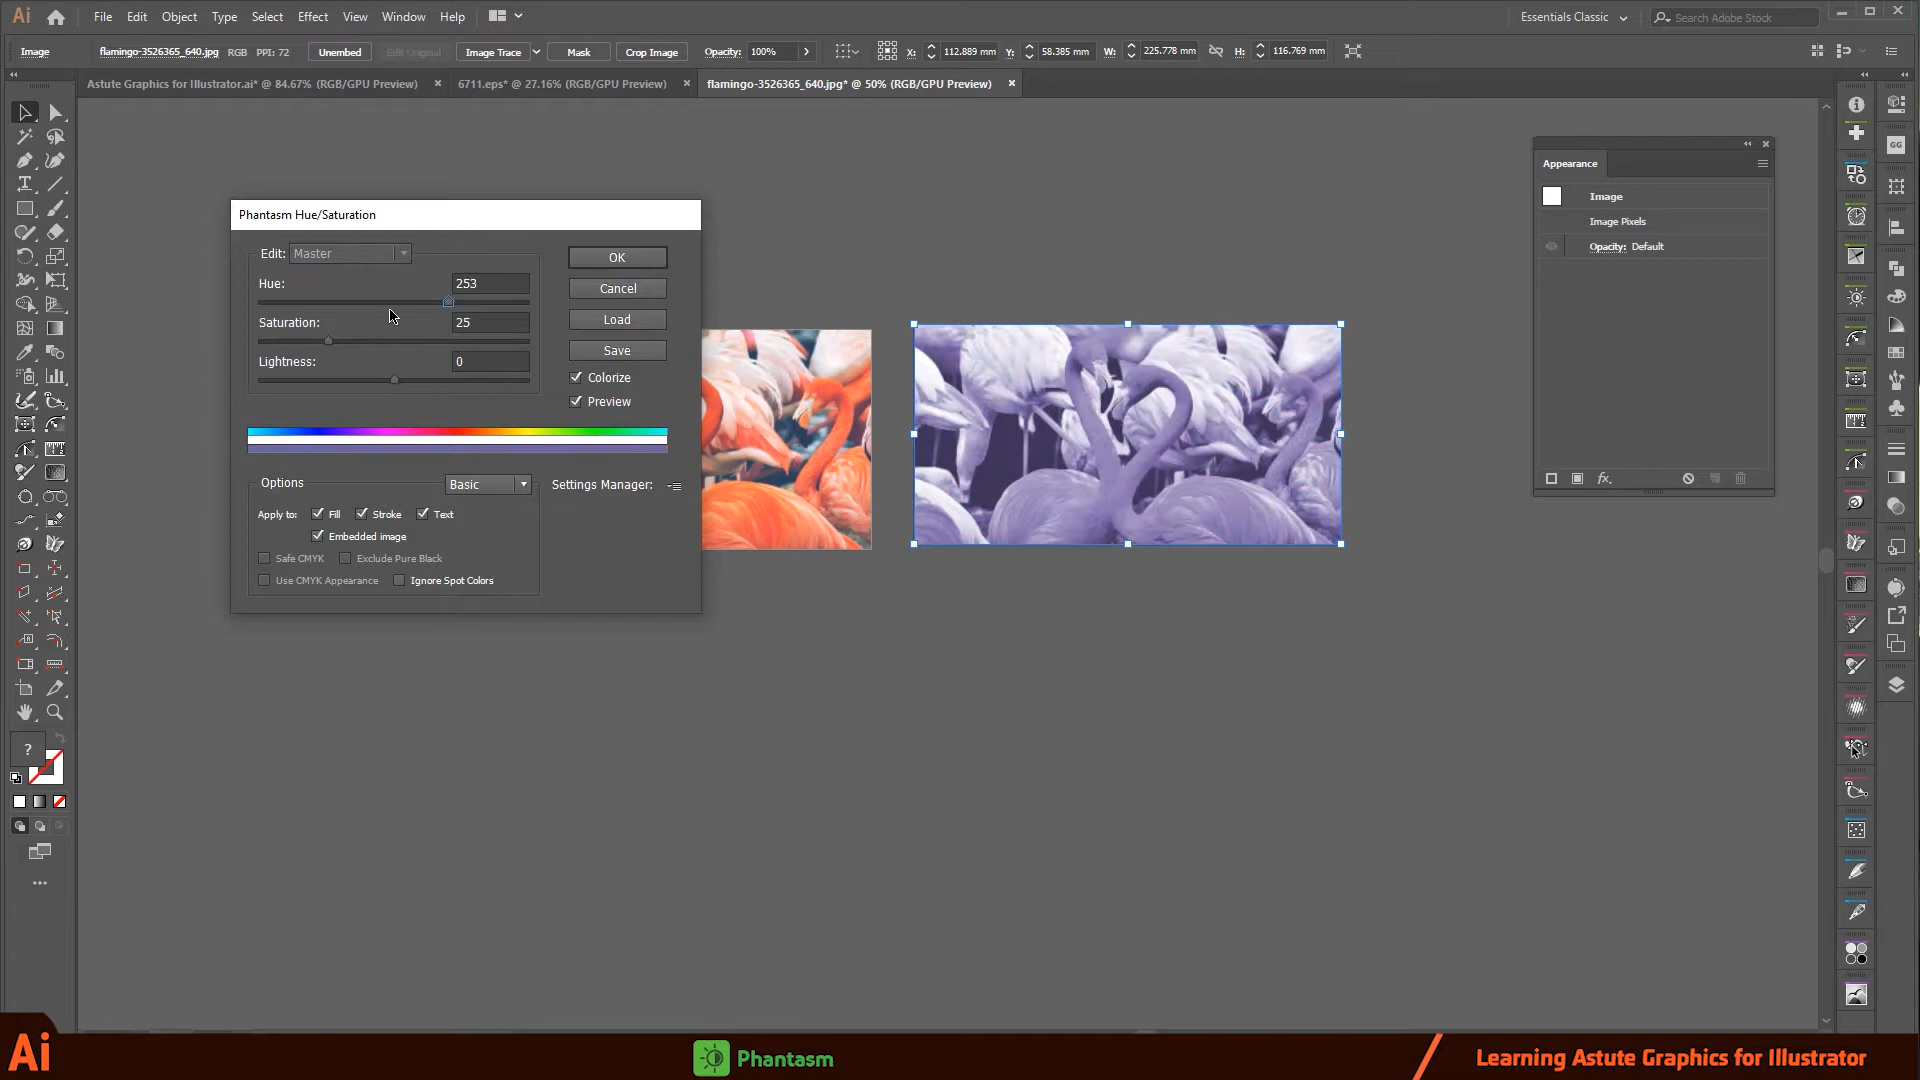 Ai File Edit Object Type Select Effect View Window Help Essentials Classic Search Adobe Stock
Image flamingo-3526365_640.jpg RGB PPI: 72 Unembed Edit Original Image Trace Mask Crop Image Opacity: 100% X: 112.889 mm Y: 58.385 mm W: 225.778 mm H: 116.769 mm
Astute Graphics for Illustrator.ai* @ 84.67% (RGB/GPU Preview) 6711.eps* @ 27.16% (RGB/GPU Preview) flamingo-3526365_640.jpg* @ 50% (RGB/GPU Preview)
Appearance
Image
Image Pixels
Opacity: Default
fx
GG
Phantasm Hue/Saturation
Edit: Master
OK
Hue: 253
Cancel
Load
Saturation: 25
Save
Lightness: 0
Colorize
Preview
Options Basic Settings Manager:
Apply to: Fill Stroke Text
Embedded image
Safe CMYK Exclude Pure Black
Use CMYK Appearance Ignore Spot Colors
?
Ai Phantasm Learning Astute Graphics for Illustrator